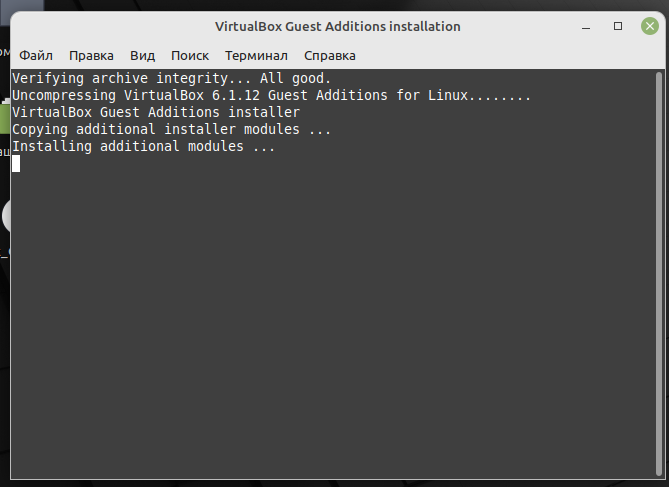 VirtualBox Guest Additions installation
Файл Правка Вид Поиск Терминал Справка
Verifying archive integrity... All good.
Uncompressing VirtualBox 6.1.12 Guest Additions for Linux........
VirtualBox Guest Additions installer
Copying additional installer modules ...
Installing additional modules ...